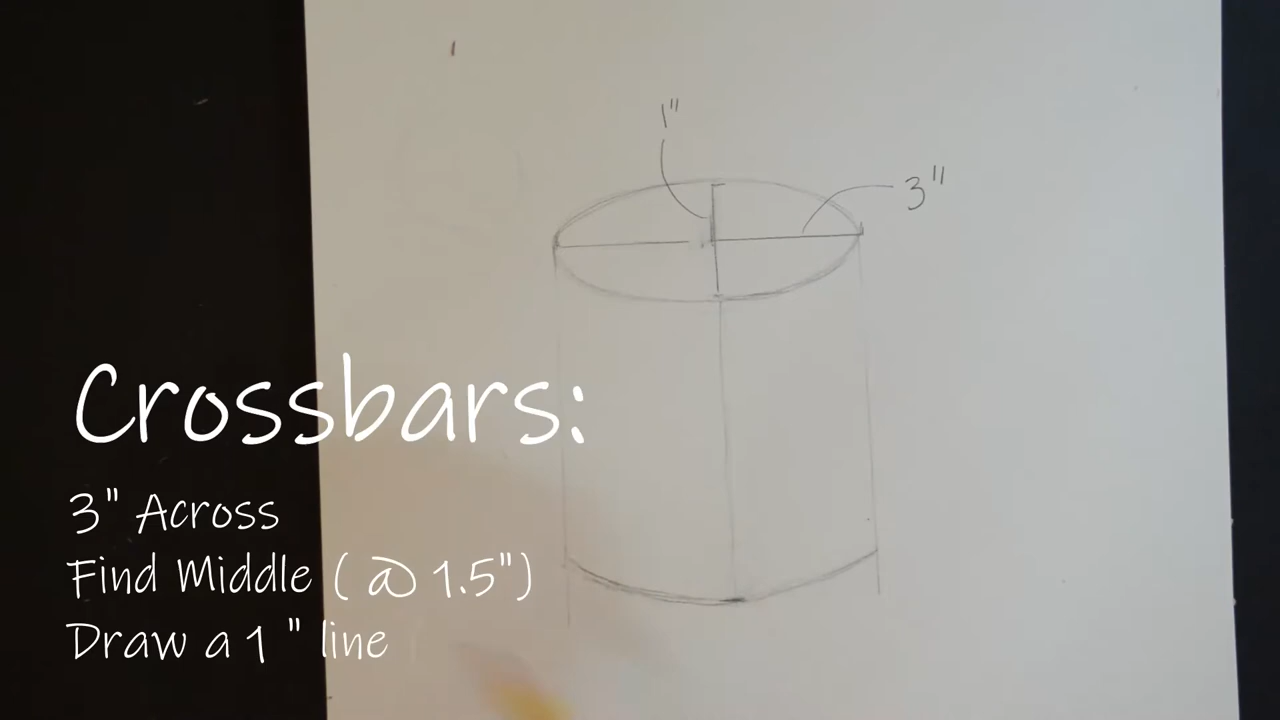 1"
3"
Crossbars:
3" Across
Find Middle ( @ 1.5")
Draw a 1 " line